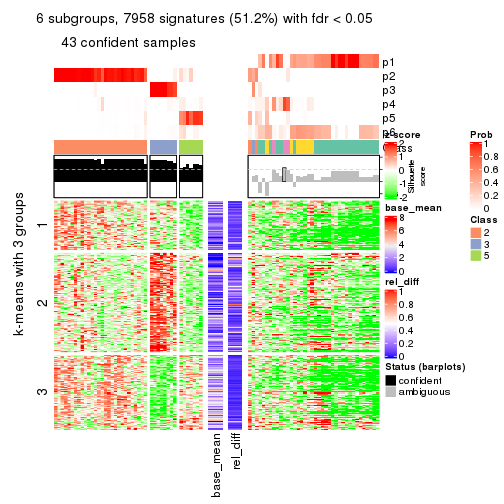 6 subgroups, 7958 signatures (51.2%) with fdr < 0.05
43 confident samples
p1
p2
p3
p4
p5
p6
Class
k-means with 3 groups
1
2
3
base_mean
rel_diff
Silhouette
score
z-score
2
1
0
-1
-2
base_mean
8
6
4
2
0
rel_diff
1
0.8
0.6
0.4
0.2
0
Status (barplots)
confident
ambiguous
Prob
1
0.8
0.6
0.4
0.2
0
Class
2
3
5